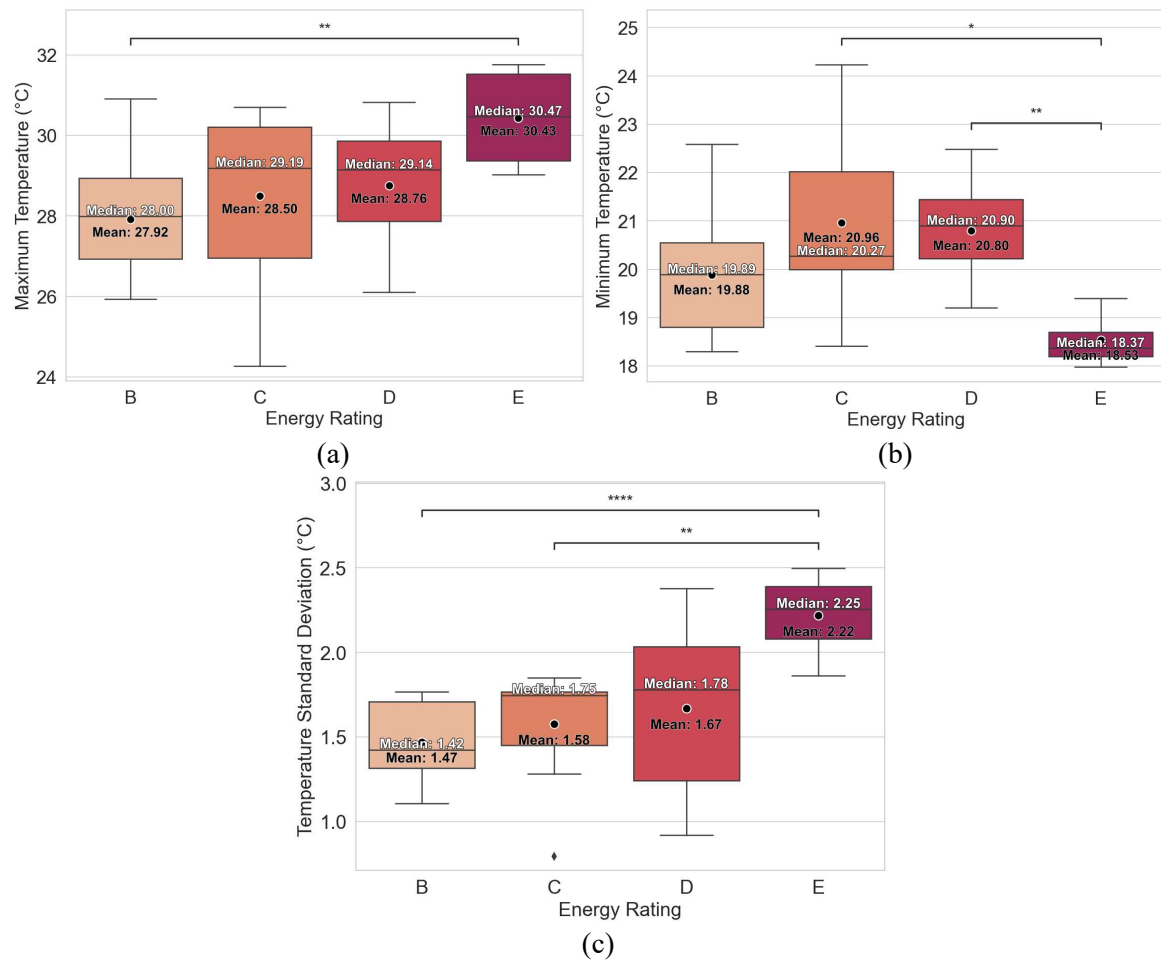 **
32
30
28
26
24
Maximum Temperature (°C)
Median: 28.00
Mean: 27.92
Median: 29.19
Mean: 28.50
Median: 29.14
Mean: 28.76
Median: 30.47
Mean: 30.43
B C D E
Energy Rating
(a)
*
**
25
24
23
22
21
20
19
18
Minimum Temperature (°C)
Median: 19.89
Mean: 19.88
Mean: 20.96
Median: 20.27
Median: 20.90
Mean: 20.80
Median: 18.37
Mean: 18.53
B C D E
Energy Rating
(b)
****
**
3.0
2.5
2.0
1.5
1.0
Temperature Standard Deviation (°C)
Median: 1.42
Mean: 1.47
Median: 1.75
Mean: 1.58
Median: 1.78
Mean: 1.67
Median: 2.25
Mean: 2.22
B C D E
Energy Rating
(c)